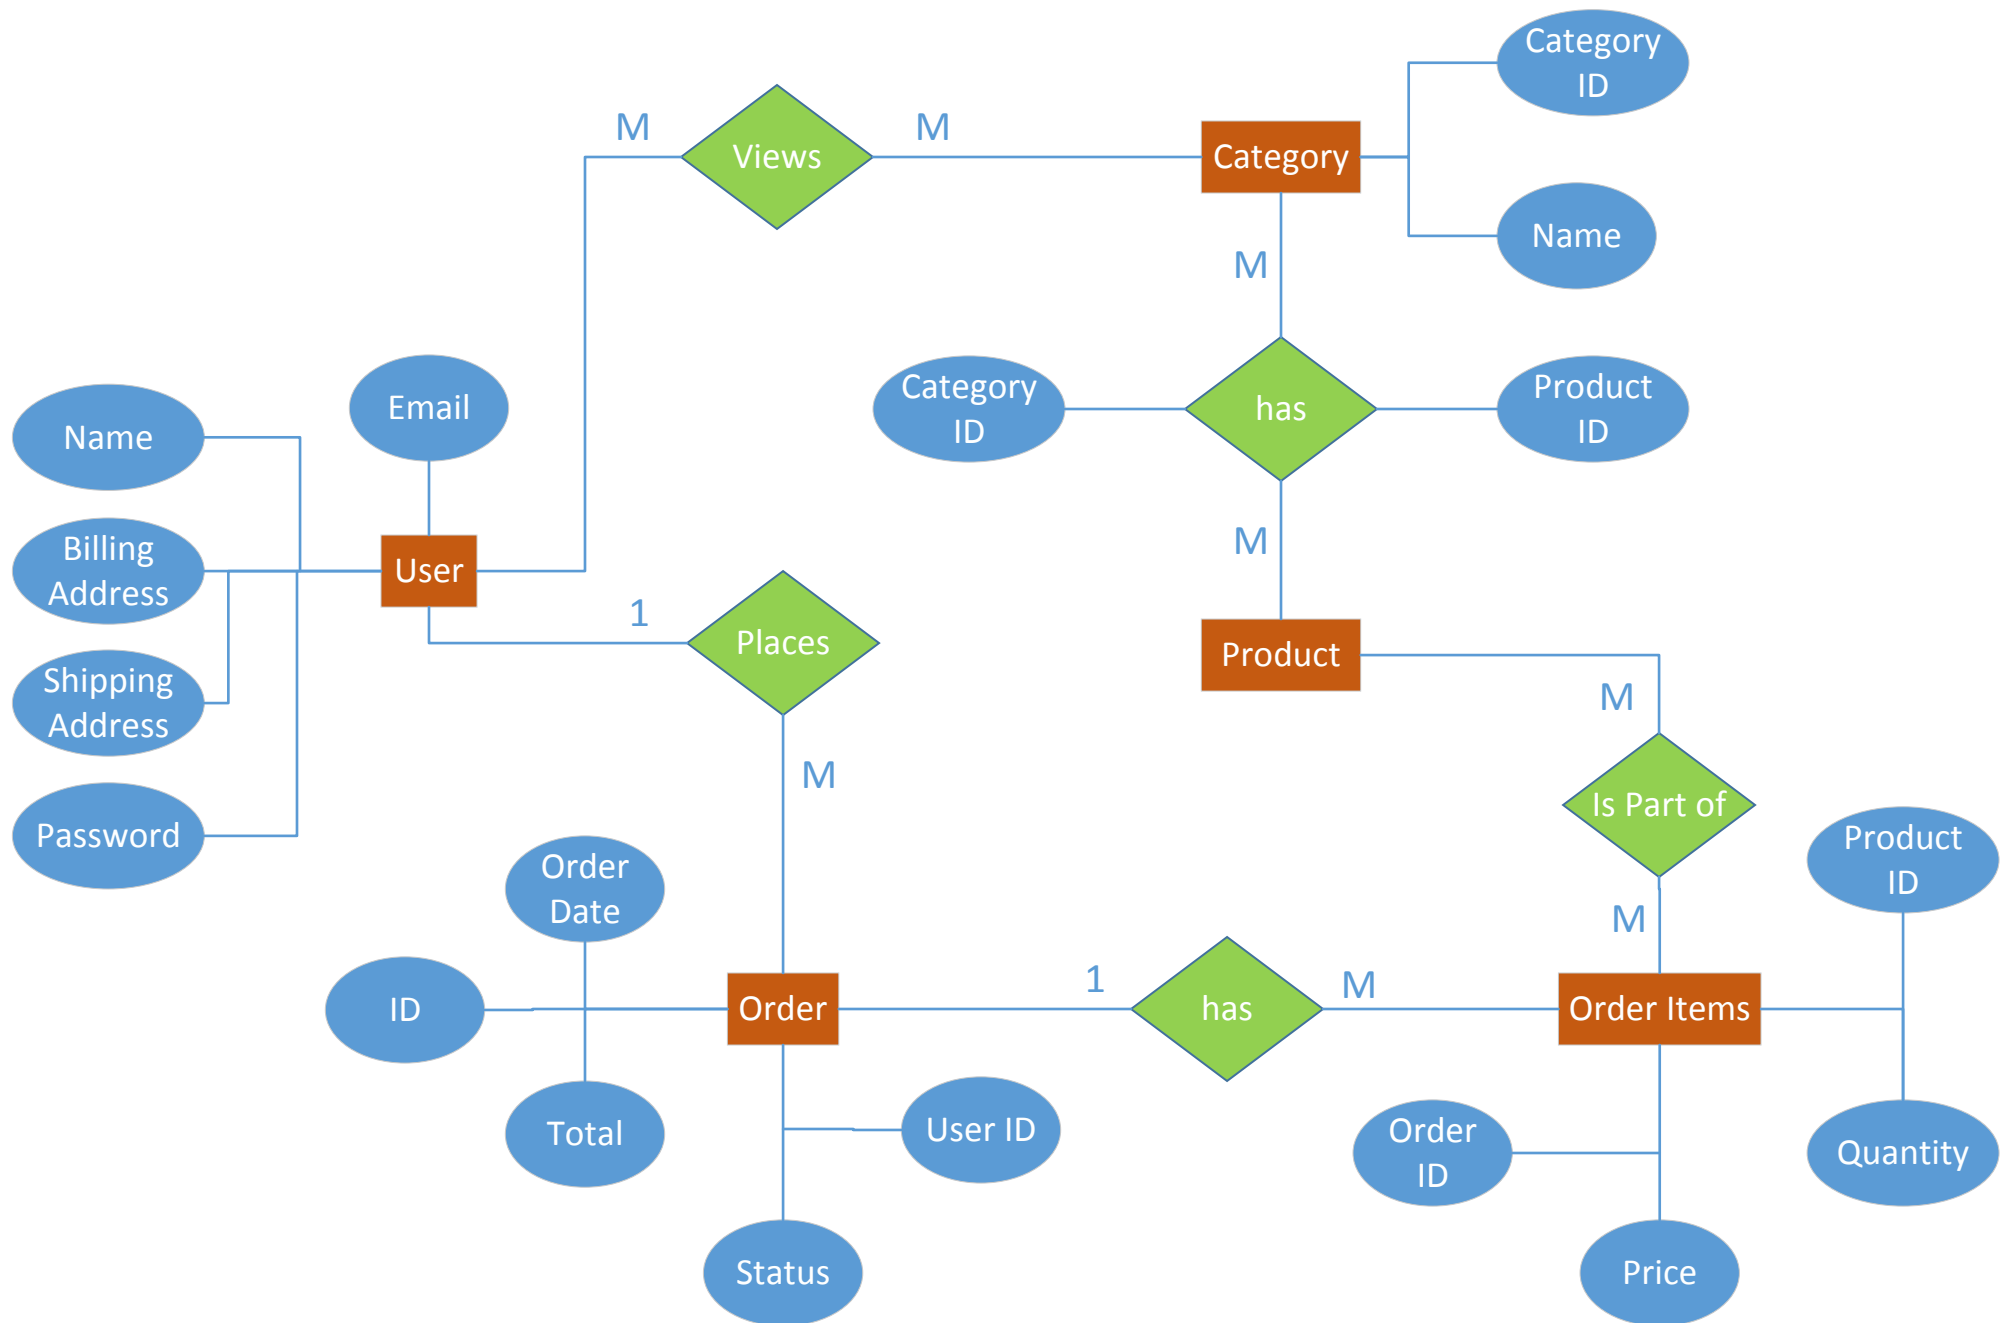 Category
ID
M
M
Views
Category
Name
M
Category
ID
has
Product
ID
Email
Name
M
Billing
Address
User
1
Places
Product
Shipping
Address
M
M
Is Part of
Password
Order
Date
Product
ID
M
ID
Order
1
has
M
Order Items
Total
User ID
Order
ID
Quantity
Status
Price